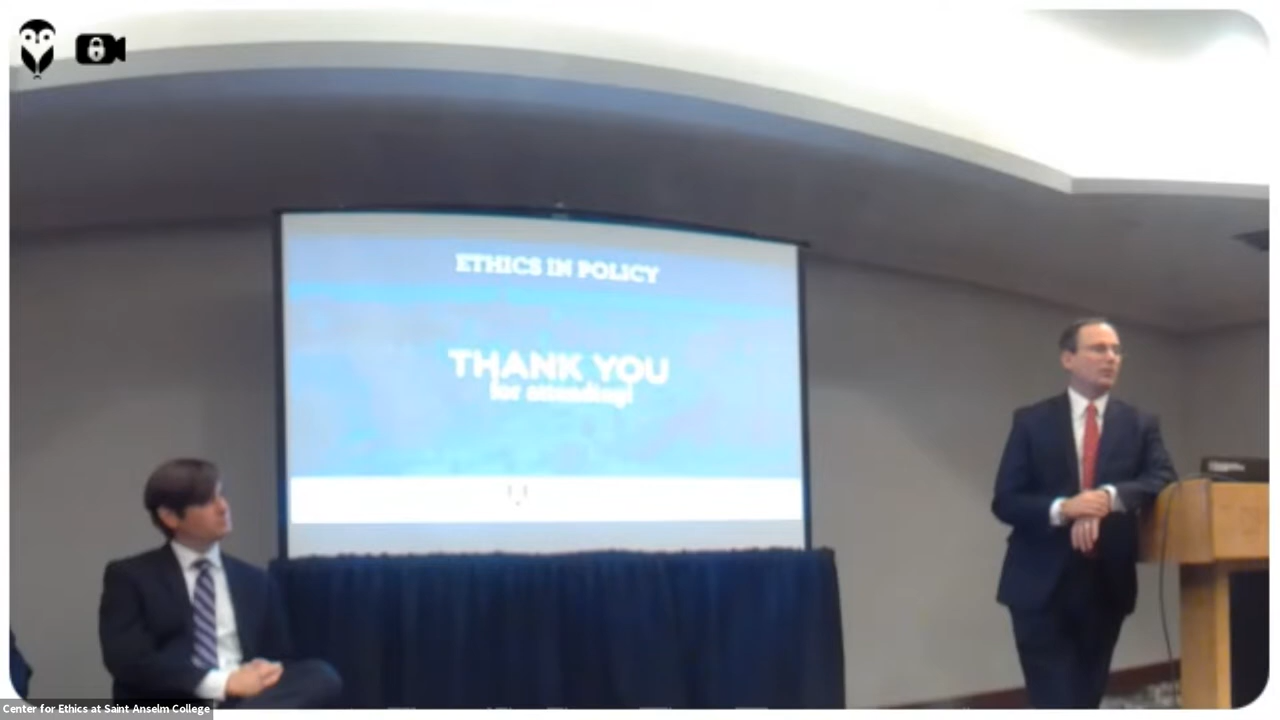 ETHICS IN POLICY
THANK YOU
for attending!
Center for Ethics at Saint Anselm College